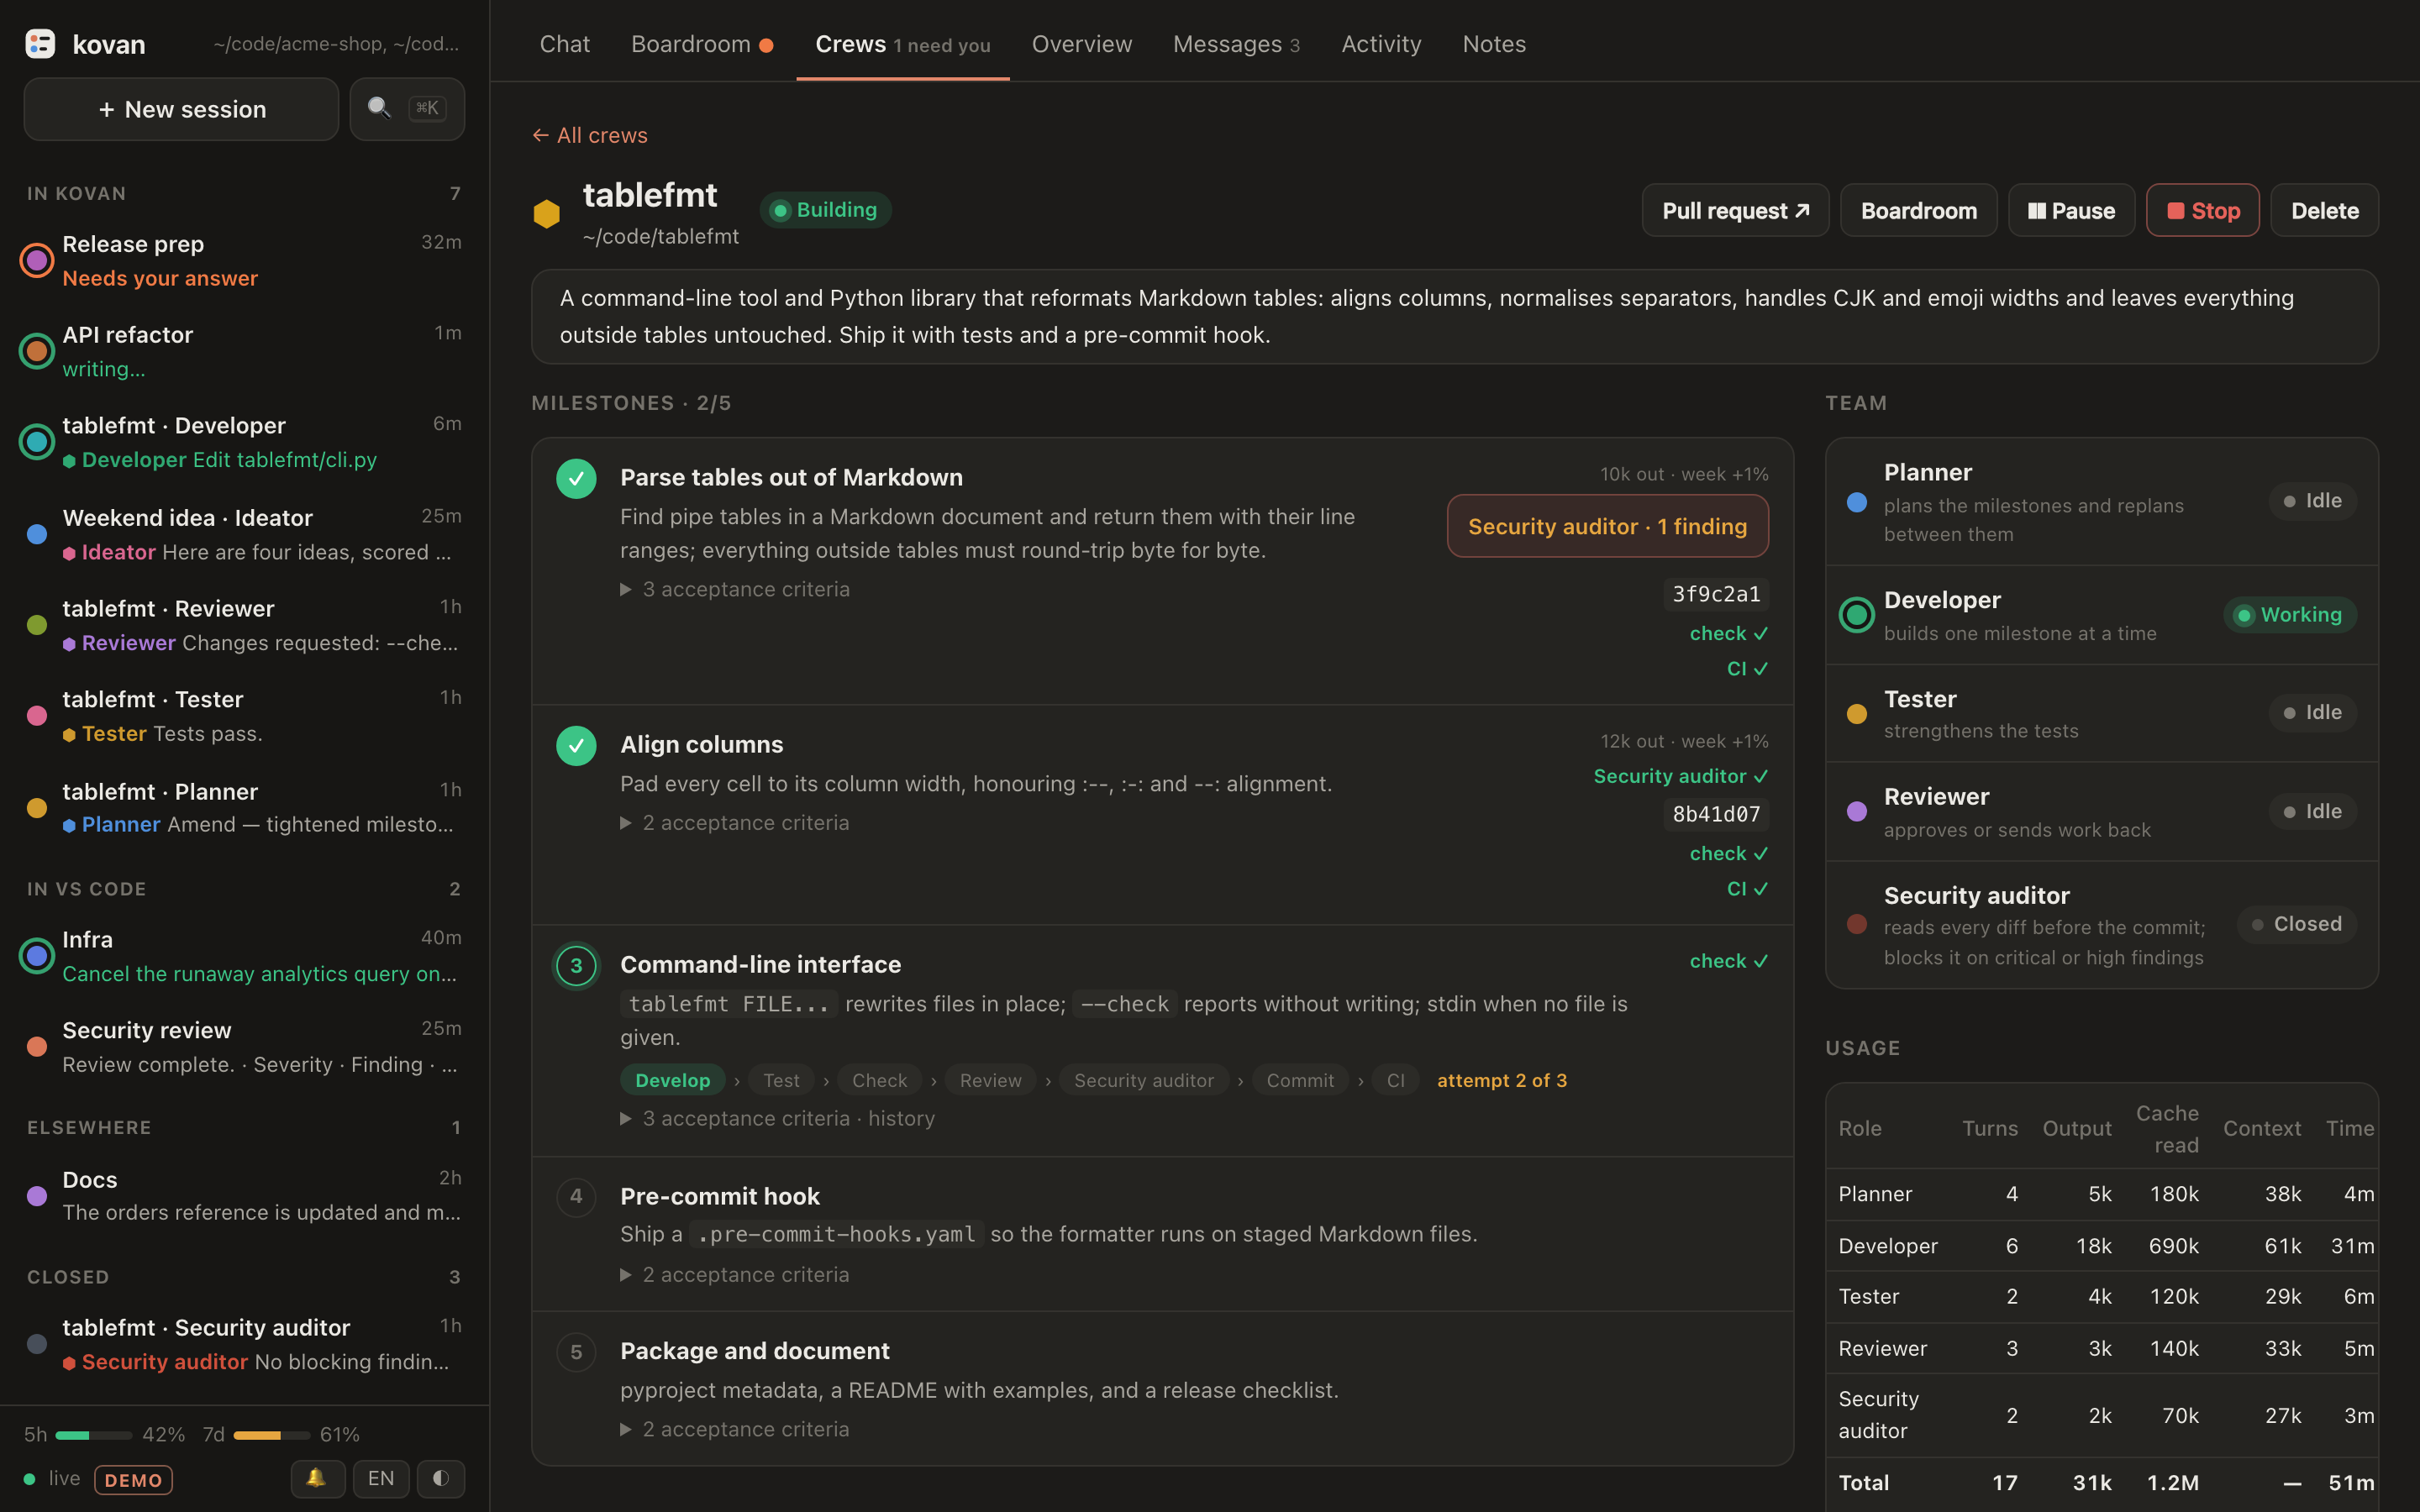 kovan
~/code/acme-shop, ~/cod...
+ New session
⌘K
IN KOVAN 7
Release prep 32m
Needs your answer
API refactor 1m
writing...
tablefmt · Developer 6m
Developer Edit tablefmt/cli.py
Weekend idea · Ideator 25m
Ideator Here are four ideas, scored ...
tablefmt · Reviewer 1h
Reviewer Changes requested: --che...
tablefmt · Tester 1h
Tester Tests pass.
tablefmt · Planner 1h
Planner Amend — tightened milesto...
IN VS CODE 2
Infra 40m
Cancel the runaway analytics query on...
Security review 25m
Review complete. · Severity · Finding · ...
ELSEWHERE 1
Docs 2h
The orders reference is updated and m...
CLOSED 3
tablefmt · Security auditor 1h
Security auditor No blocking findin...
5h 42% 7d 61%
live DEMO EN
Chat Boardroom Crews 1 need you Overview Messages 3 Activity Notes
← All crews
tablefmt Building
~/code/tablefmt
Pull request ↗ Boardroom Pause Stop Delete
A command-line tool and Python library that reformats Markdown tables: aligns columns, normalises separators, handles CJK and emoji widths and leaves everything
outside tables untouched. Ship it with tests and a pre-commit hook.
MILESTONES · 2/5
Parse tables out of Markdown 10k out · week +1%
Find pipe tables in a Markdown document and return them with their line
ranges; everything outside tables must round-trip byte for byte.
Security auditor · 1 finding
▶ 3 acceptance criteria
3f9c2a1
check ✓
CI ✓
Align columns 12k out · week +1%
Pad every cell to its column width, honouring :--, :-: and --: alignment.
Security auditor ✓
▶ 2 acceptance criteria
8b41d07
check ✓
CI ✓
3 Command-line interface check ✓
tablefmt FILE... rewrites files in place; --check reports without writing; stdin when no file is
given.
Develop › Test › Check › Review › Security auditor › Commit › CI attempt 2 of 3
▶ 3 acceptance criteria · history
4 Pre-commit hook
Ship a .pre-commit-hooks.yaml so the formatter runs on staged Markdown files.
▶ 2 acceptance criteria
5 Package and document
pyproject metadata, a README with examples, and a release checklist.
▶ 2 acceptance criteria
TEAM
Planner
plans the milestones and replans
between them
Idle
Developer
builds one milestone at a time
Working
Tester
strengthens the tests
Idle
Reviewer
approves or sends work back
Idle
Security auditor
reads every diff before the commit;
blocks it on critical or high findings
Closed
USAGE
Role Turns Output Cache read Context Time
Planner 4 5k 180k 38k 4m
Developer 6 18k 690k 61k 31m
Tester 2 4k 120k 29k 6m
Reviewer 3 3k 140k 33k 5m
Security auditor 2 2k 70k 27k 3m
Total 17 31k 1.2M — 51m